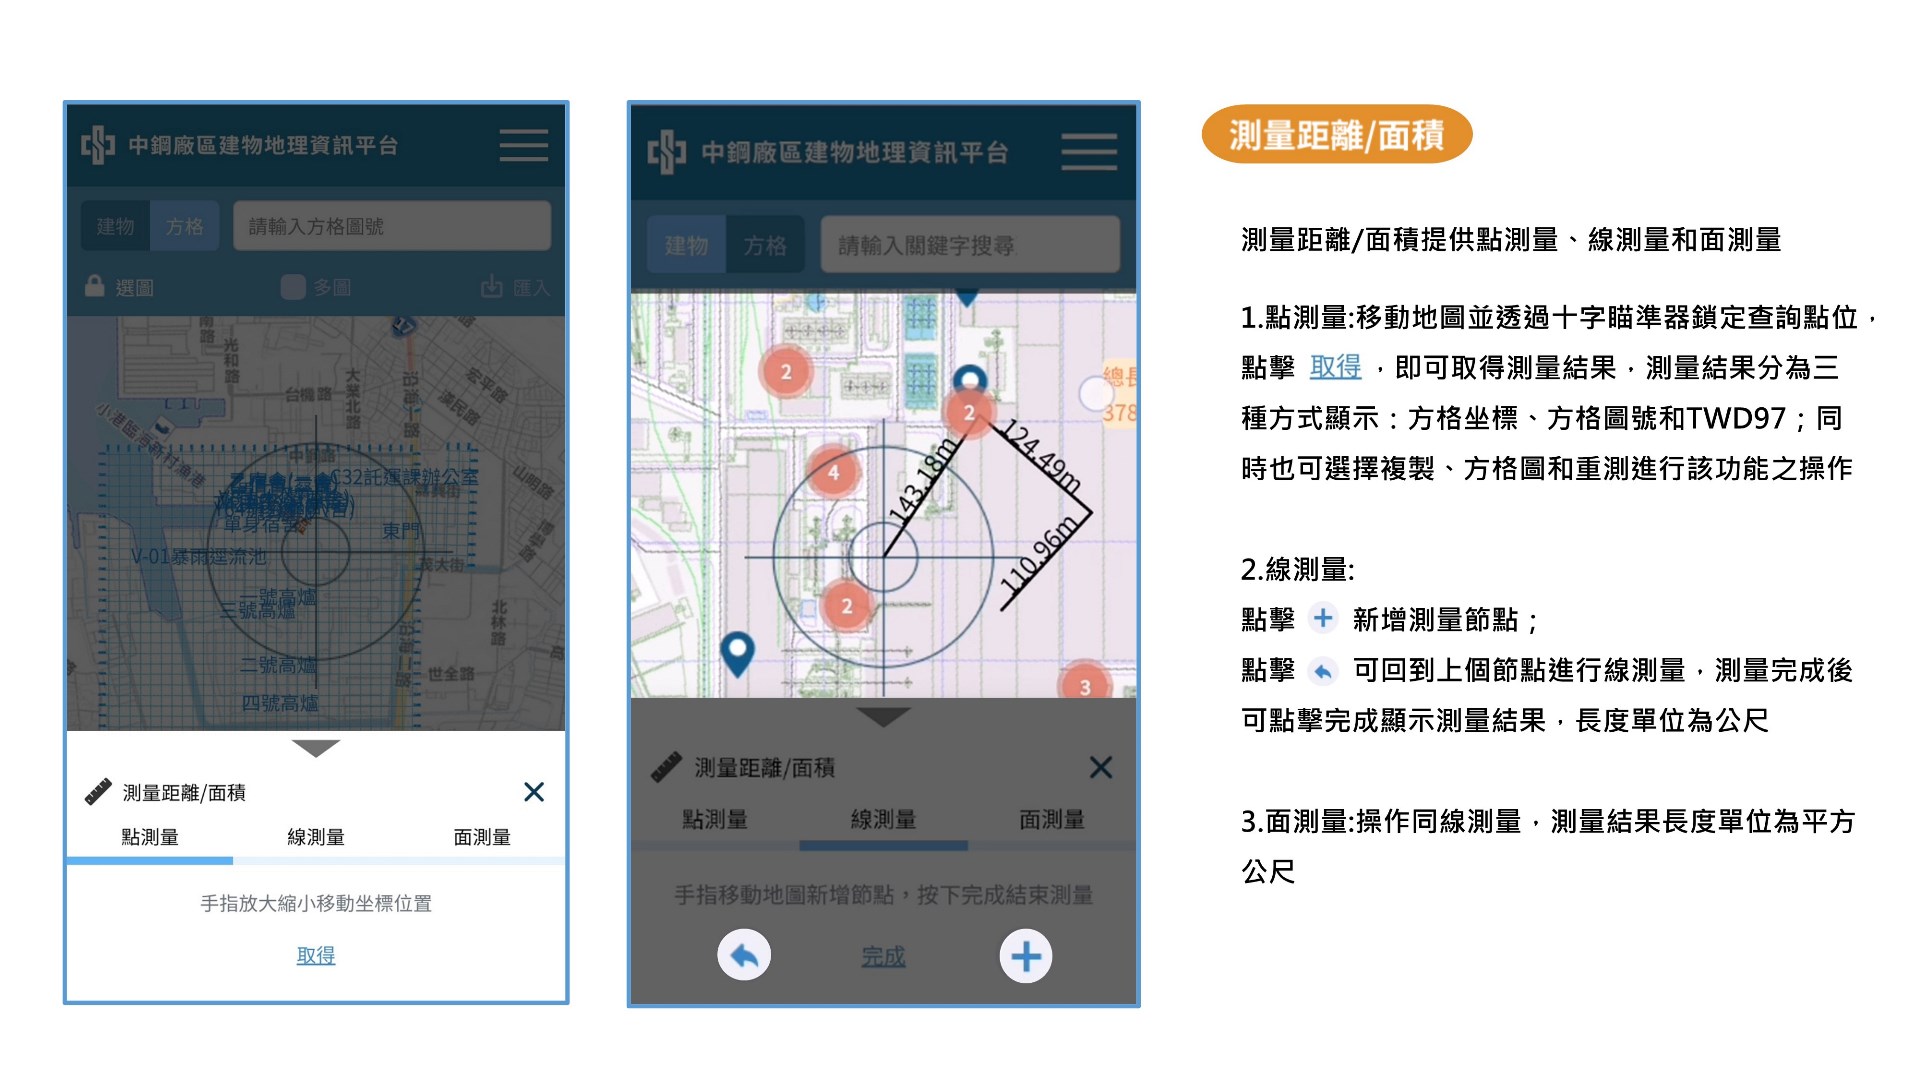 中鋼廠區建物地理資訊平台
建物 方格 請輸入方格圖號
選圖 多圖 匯入
南路
光和路
17
台機路
大業北路
沿海一路
宏平路
漢民路
小港臨海新村漁港
中鋼路
C32託運課辦公室
山明路
單身宿舍
東門
博學路
V-01暴雨逕流池
高大街
一號高爐
三號高爐
北林路
二號高爐
沿海二路
世全路
四號高爐
測量距離/面積
點測量 線測量 面測量
手指放大縮小移動坐標位置
取得
中鋼廠區建物地理資訊平台
建物 方格 請輸入關鍵字搜尋
2
2
總長
378
124.49m
143.18m
4
110.96m
2
3
測量距離/面積
點測量 線測量 面測量
手指移動地圖新增節點，按下完成結束測量
完成
測量距離/面積
測量距離/面積提供點測量、線測量和面測量
1.點測量:移動地圖並透過十字瞄準器鎖定查詢點位，
點擊 取得 ，即可取得測量結果，測量結果分為三
種方式顯示：方格坐標、方格圖號和TWD97；同
時也可選擇複製、方格圖和重測進行該功能之操作
2.線測量:
點擊 + 新增測量節點；
點擊 可回到上個節點進行線測量，測量完成後
可點擊完成顯示測量結果，長度單位為公尺
3.面測量:操作同線測量，測量結果長度單位為平方
公尺